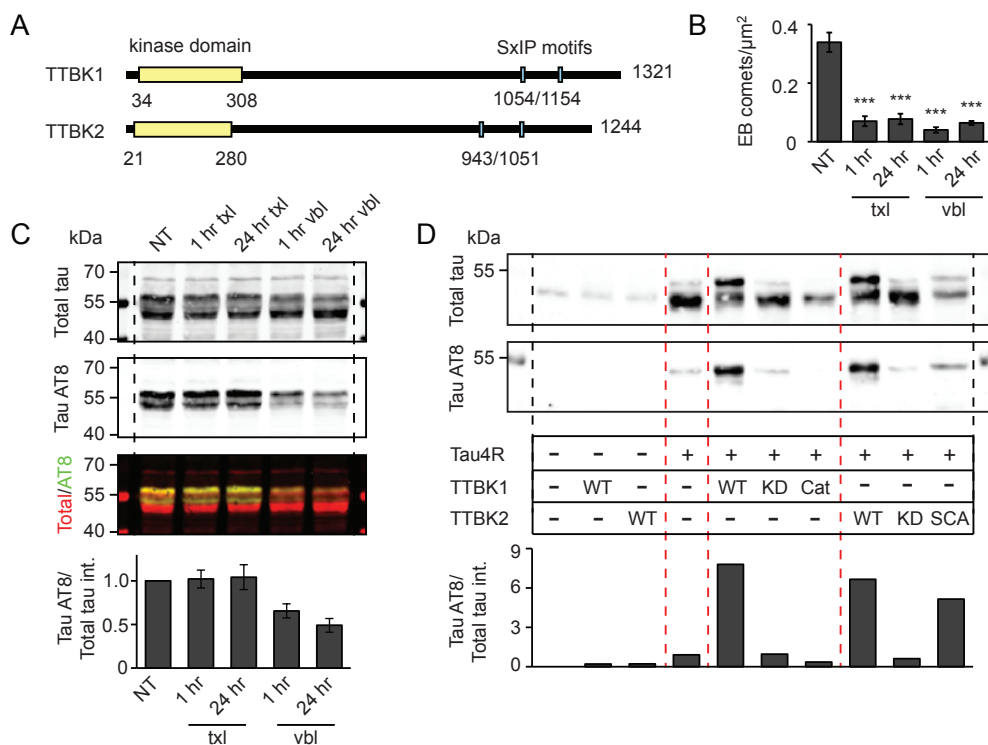 A
kinase domain
SxIP motifs
TTBK1
1321
34
308
1054/1154
TTBK2
1244
21
280
943/1051
B
EB comets/µm²
0.4
0.2
0
***
***
***
***
NT
1 hr
24 hr
1 hr
24 hr
txl
vbl
C
kDa
NT
1 hr txl
24 hr txl
1 hr vbl
24 hr vbl
Total tau
70
55
40
Tau AT8
70
55
40
Total/AT8
70
55
40
Tau AT8/
Total tau int.
1.0
0.5
0
NT
1 hr
24 hr
1 hr
24 hr
txl
vbl
D
kDa
Total tau
55
Tau AT8
55
Tau4R − − − + + + + + + +
TTBK1 − WT − − WT KD Cat − − −
TTBK2 − − WT − − − − WT KD SCA
Tau AT8/
Total tau int.
9
6
3
0